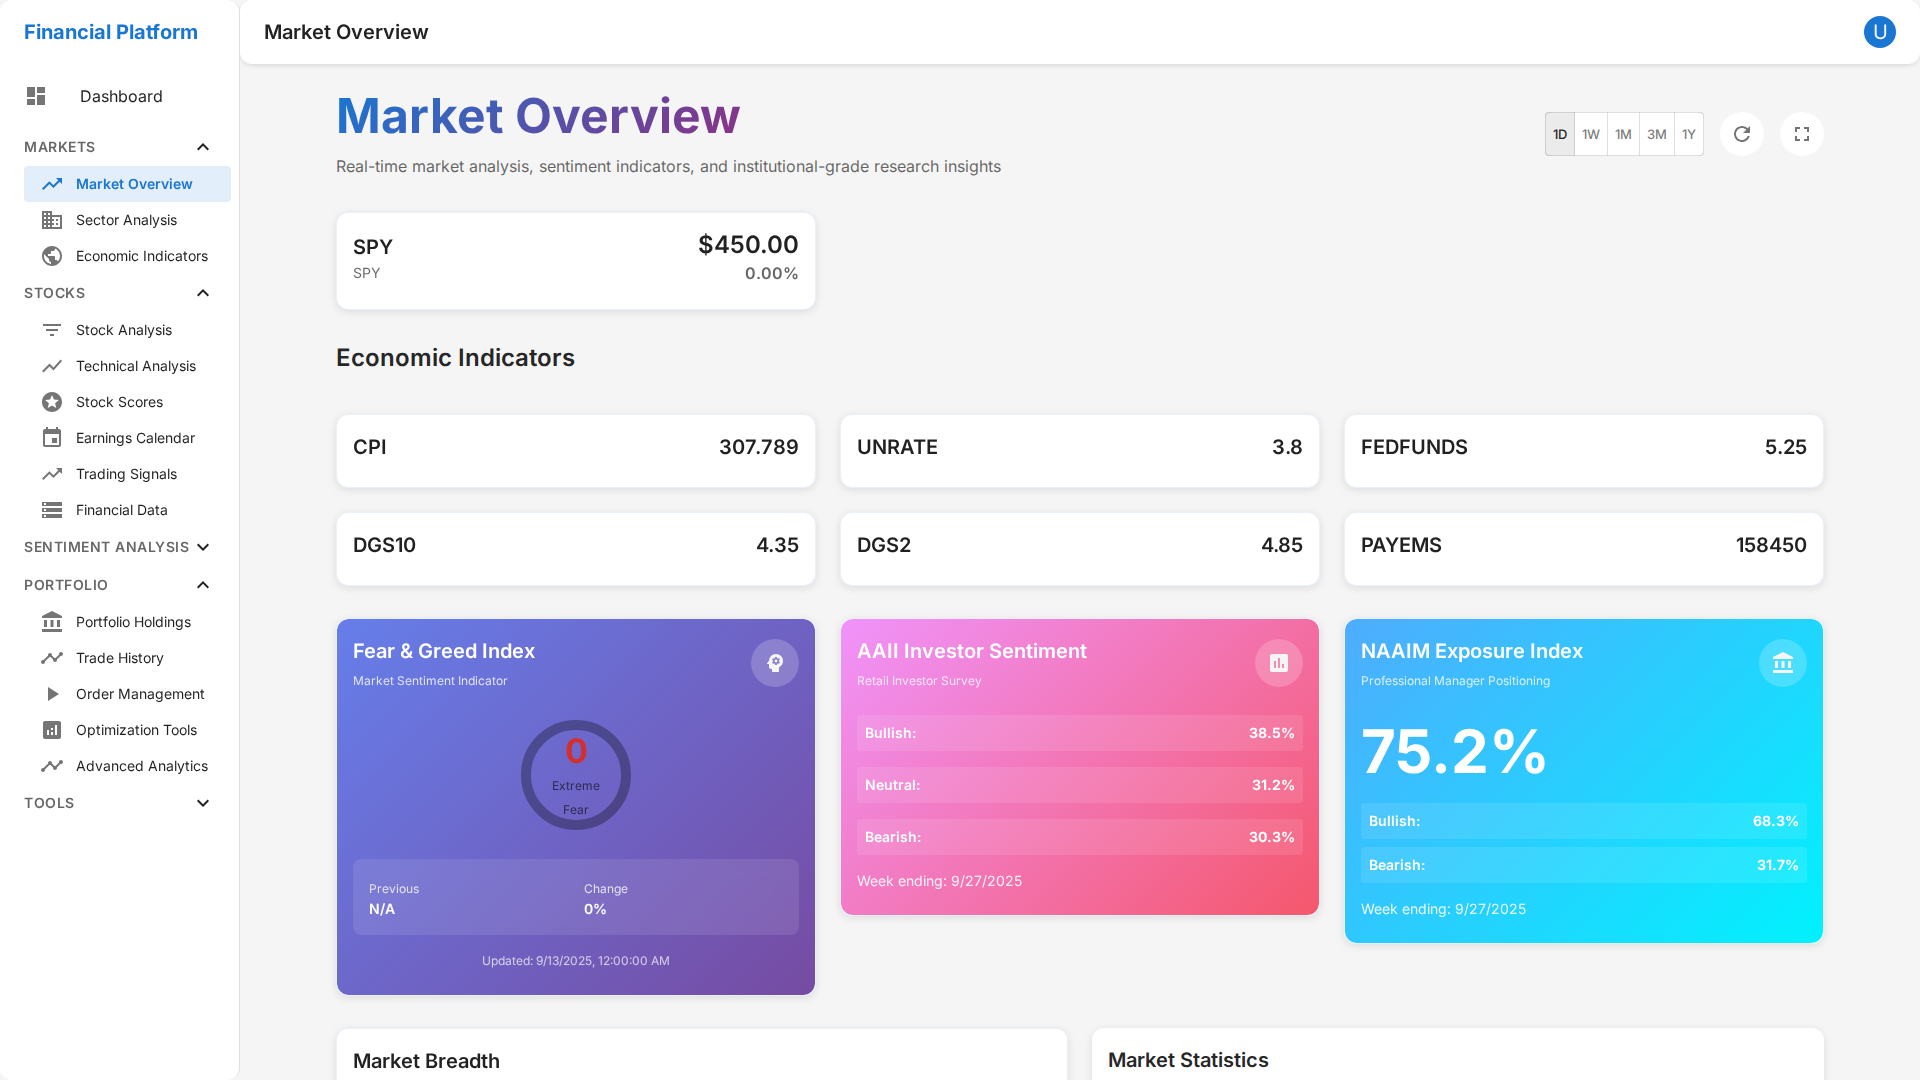 Financial Platform
Dashboard
MARKETS
Market Overview
Sector Analysis
Economic Indicators
STOCKS
Stock Analysis
Technical Analysis
Stock Scores
Earnings Calendar
Trading Signals
Financial Data
SENTIMENT ANALYSIS
PORTFOLIO
Portfolio Holdings
Trade History
Order Management
Optimization Tools
Advanced Analytics
TOOLS
Market Overview
U
Market Overview
Real-time market analysis, sentiment indicators, and institutional-grade research insights
1D 1W 1M 3M 1Y
SPY $450.00
SPY 0.00%
Economic Indicators
CPI 307.789
UNRATE 3.8
FEDFUNDS 5.25
DGS10 4.35
DGS2 4.85
PAYEMS 158450
Fear & Greed Index
Market Sentiment Indicator
0
Extreme
Fear
Previous Change
N/A 0%
Updated: 9/13/2025, 12:00:00 AM
AAII Investor Sentiment
Retail Investor Survey
Bullish: 38.5%
Neutral: 31.2%
Bearish: 30.3%
Week ending: 9/27/2025
NAAIM Exposure Index
Professional Manager Positioning
75.2%
Bullish: 68.3%
Bearish: 31.7%
Week ending: 9/27/2025
Market Breadth
Market Statistics